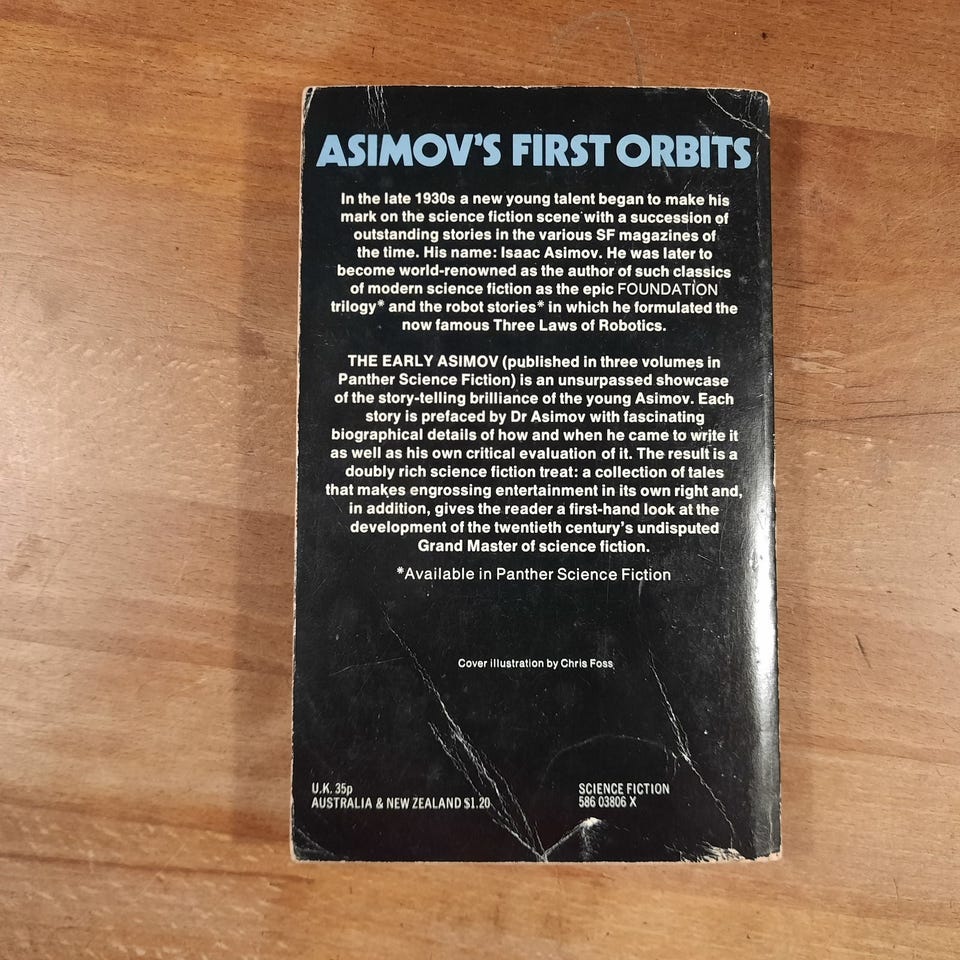 ASIMOV'S FIRST ORBITS
In the late 1930s a new young talent began to make his
mark on the science fiction scene with a succession of
outstanding stories in the various SF magazines of
the time. His name: Isaac Asimov. He was later to
become world-renowned as the author of such classics
of modern science fiction as the epic FOUNDATION
trilogy* and the robot stories* in which he formulated the
now famous Three Laws of Robotics.
THE EARLY ASIMOV (published in three volumes in
Panther Science Fiction) is an unsurpassed showcase
of the story-telling brilliance of the young Asimov. Each
story is prefaced by Dr Asimov with fascinating
biographical details of how and when he came to write it
as well as his own critical evaluation of it. The result is a
doubly rich science fiction treat: a collection of tales
that makes engrossing entertainment in its own right and,
in addition, gives the reader a first-hand look at the
development of the twentieth century's undisputed
Grand Master of science fiction.
*Available in Panther Science Fiction
Cover illustration by Chris Foss
U.K. 35p
AUSTRALIA & NEW ZEALAND $1.20
SCIENCE FICTION
586 03806 X